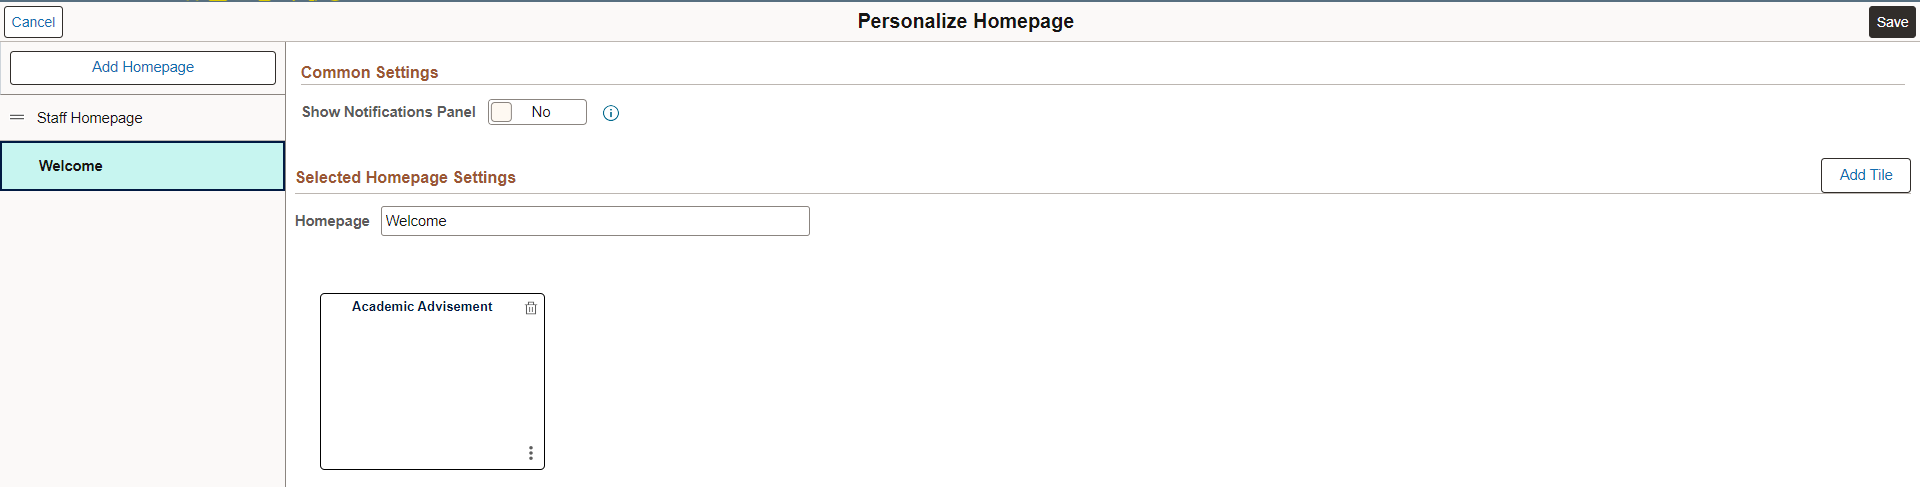 Cancel
Personalize Homepage
Save
Add Homepage
Staff Homepage
Welcome
Common Settings
Show Notifications Panel
No
Selected Homepage Settings
Add Tile
Homepage
Welcome
Academic Advisement